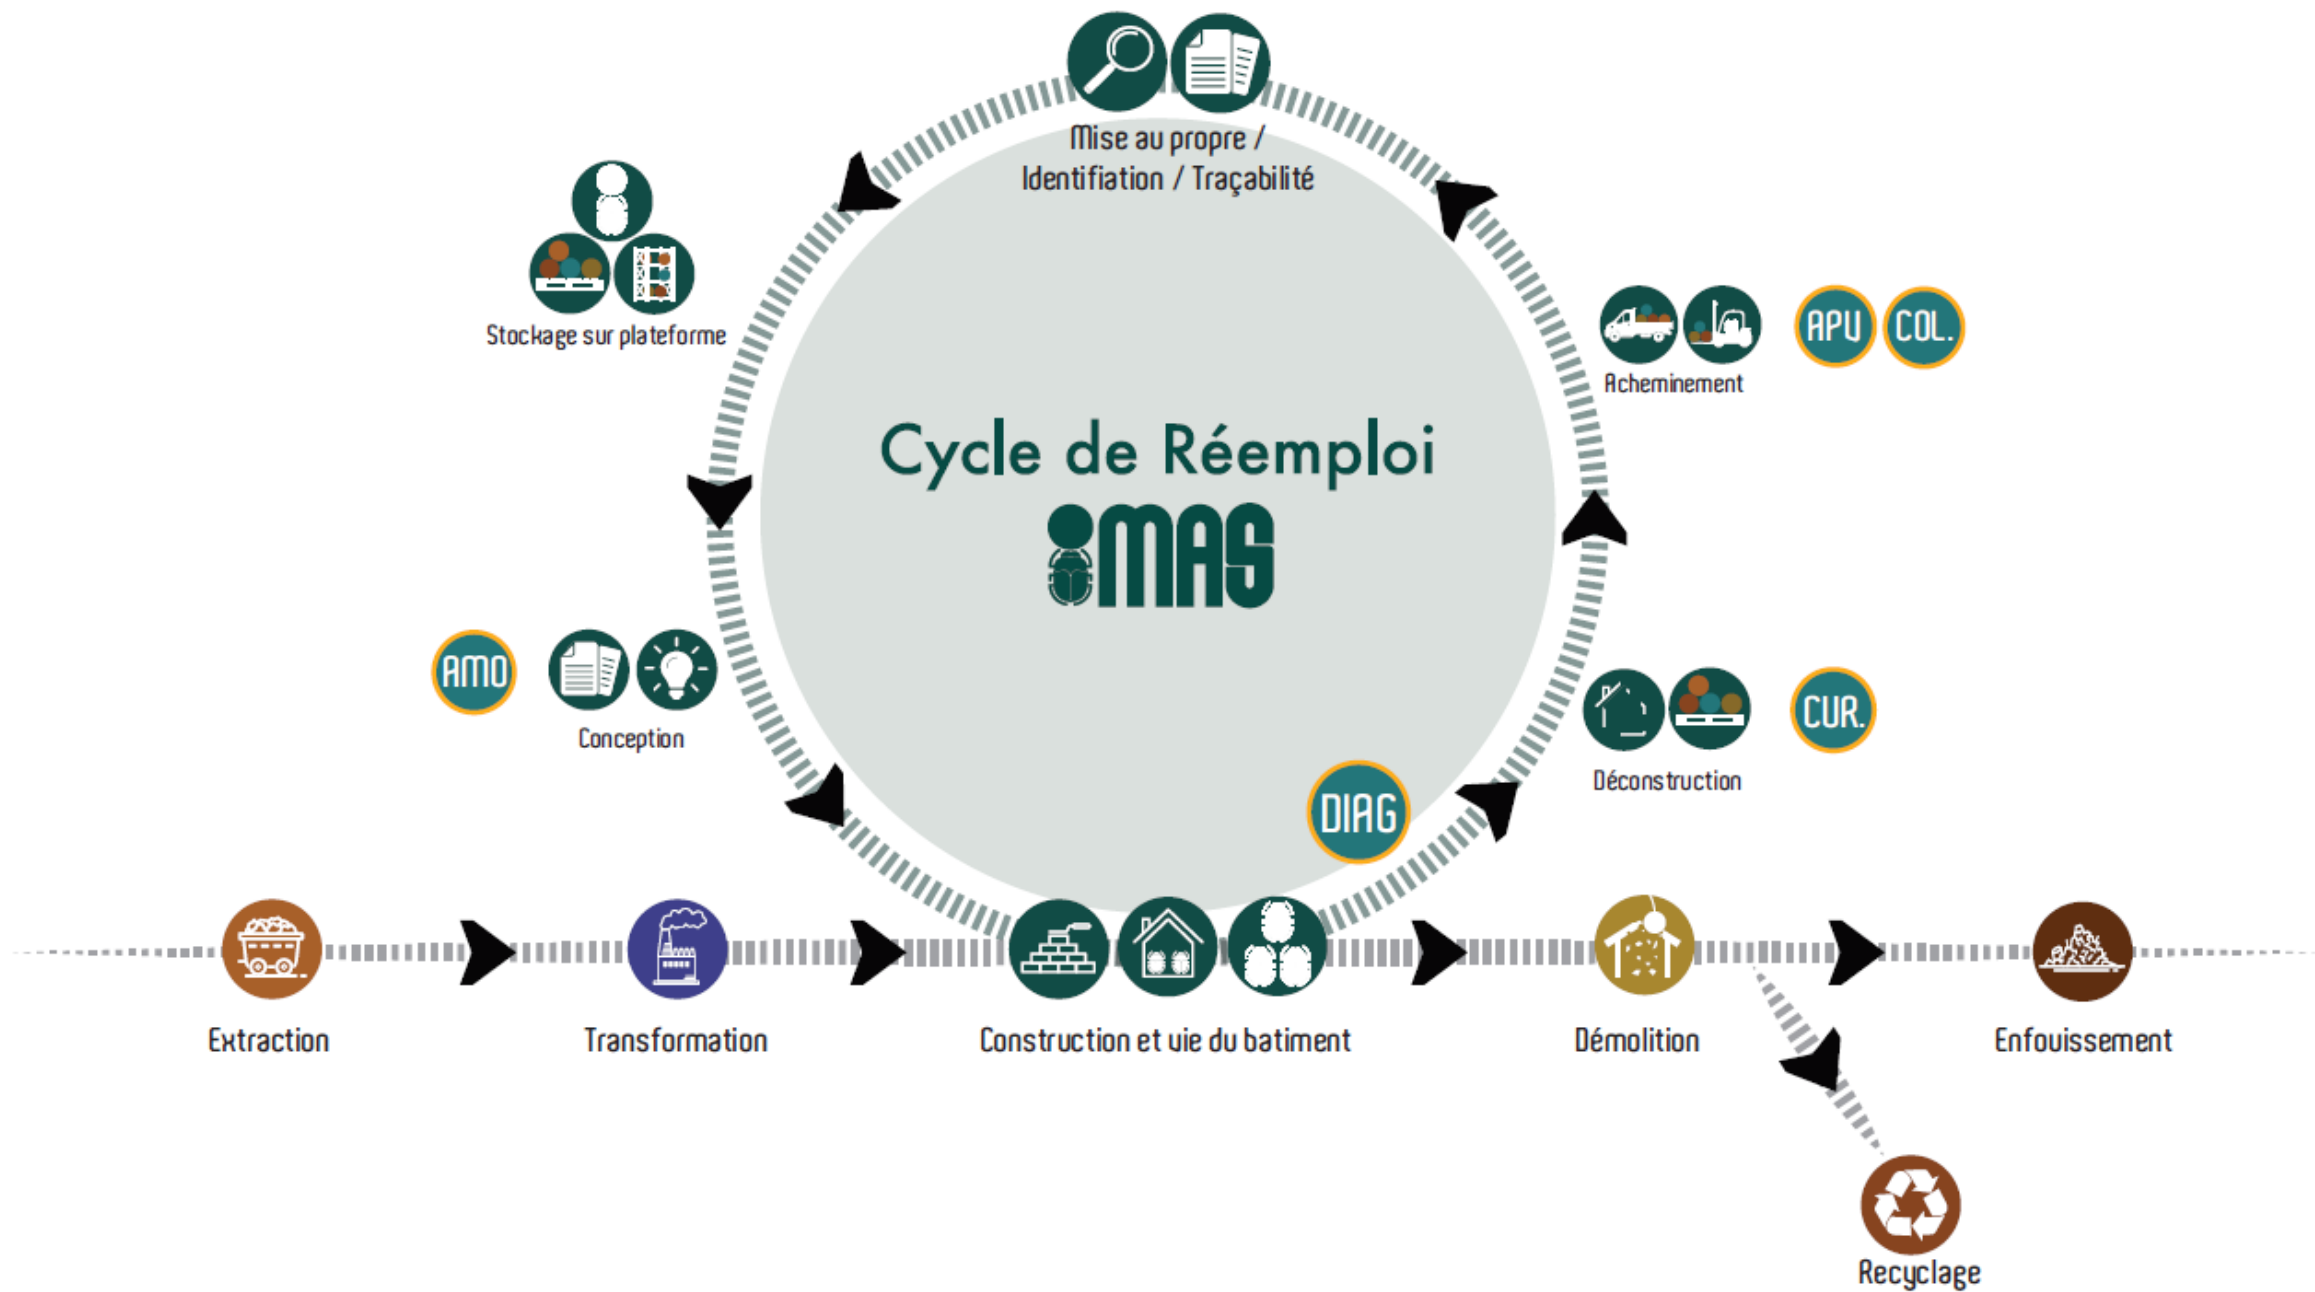 Mise au propre /
Identifiation / Traçabilité
Stockage sur plateforme
APV COL.
Acheminement
Cycle de Réemploi
MAS
AMO
Conception
CUR.
Déconstruction
DIAG
Extraction
Transformation
Construction et vie du batiment
Démolition
Enfouissement
Recyclage